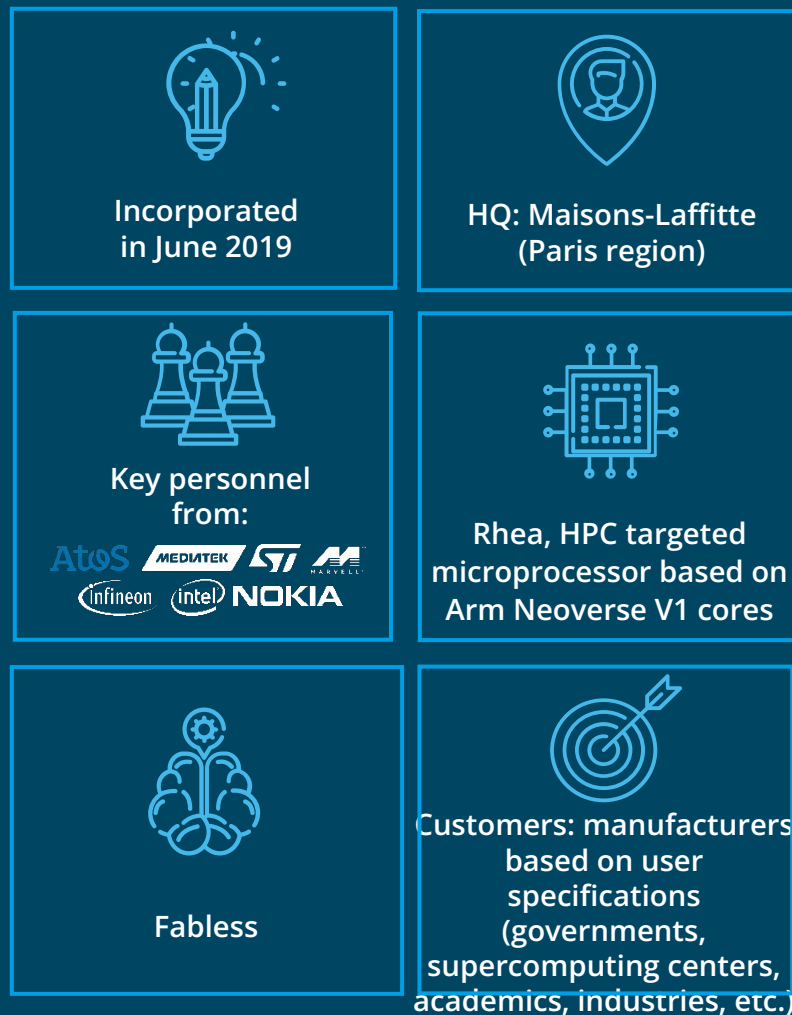 Incorporated
in June 2019
HQ: Maisons-Laffitte
(Paris region)
Key personnel
from:
Atos MEDIATEK ST MARVELL
infineon intel NOKIA
Rhea, HPC targeted
microprocessor based on
Arm Neoverse V1 cores
Fabless
Customers: manufacturers
based on user
specifications
(governments,
supercomputing centers,
academics, industries, etc.)